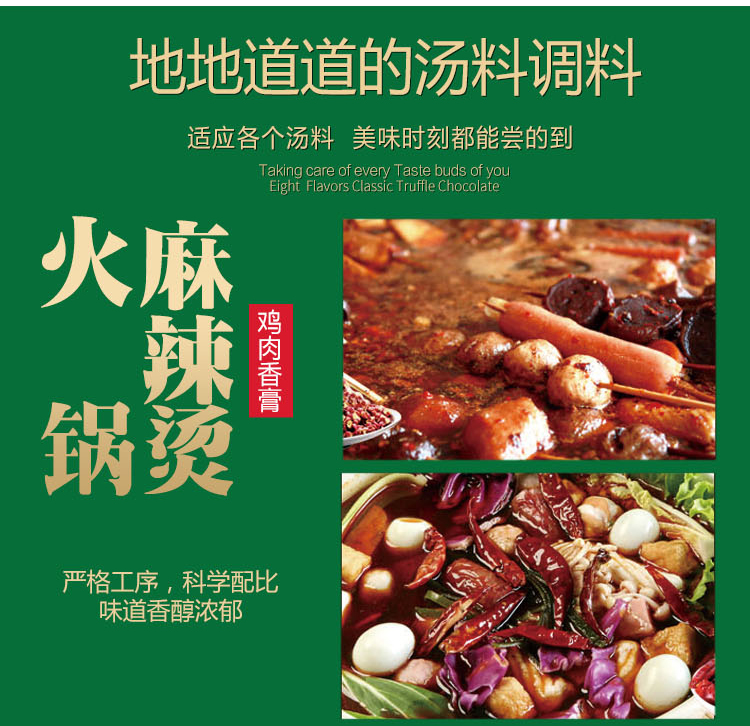 地地道道的汤料调料
适应各个汤料 美味时刻都能尝的到
Taking care of every Taste buds of you
Eight Flavors Classic Truffle Chocolate
麻辣烫
火锅
鸡肉香膏
严格工序，科学配比
味道香醇浓郁